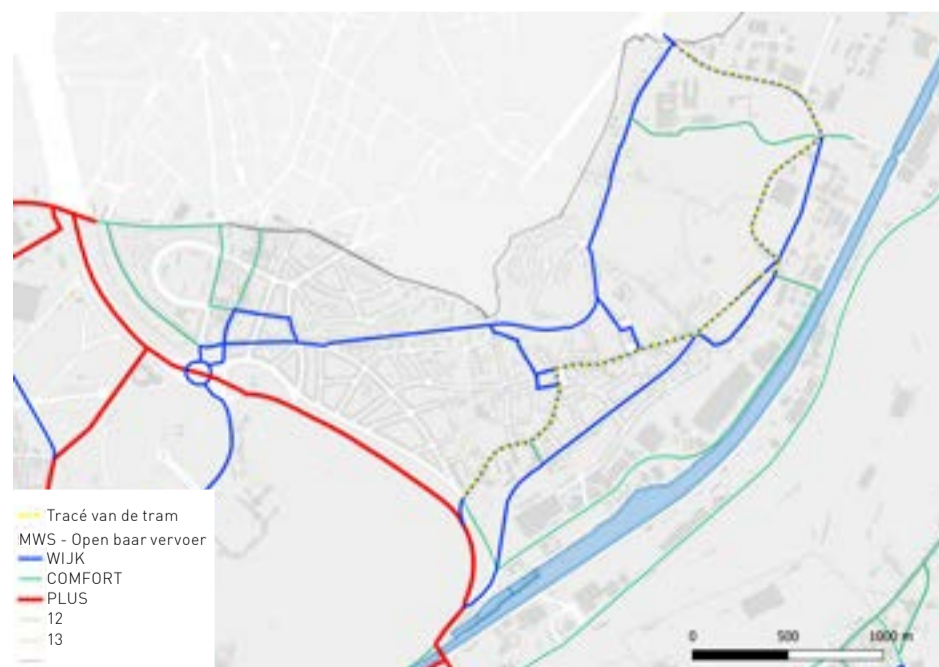 Tracé van de tram
MWS - Open baar vervoer
WIJK
COMFORT
PLUS
12
13
0 500 1000 m